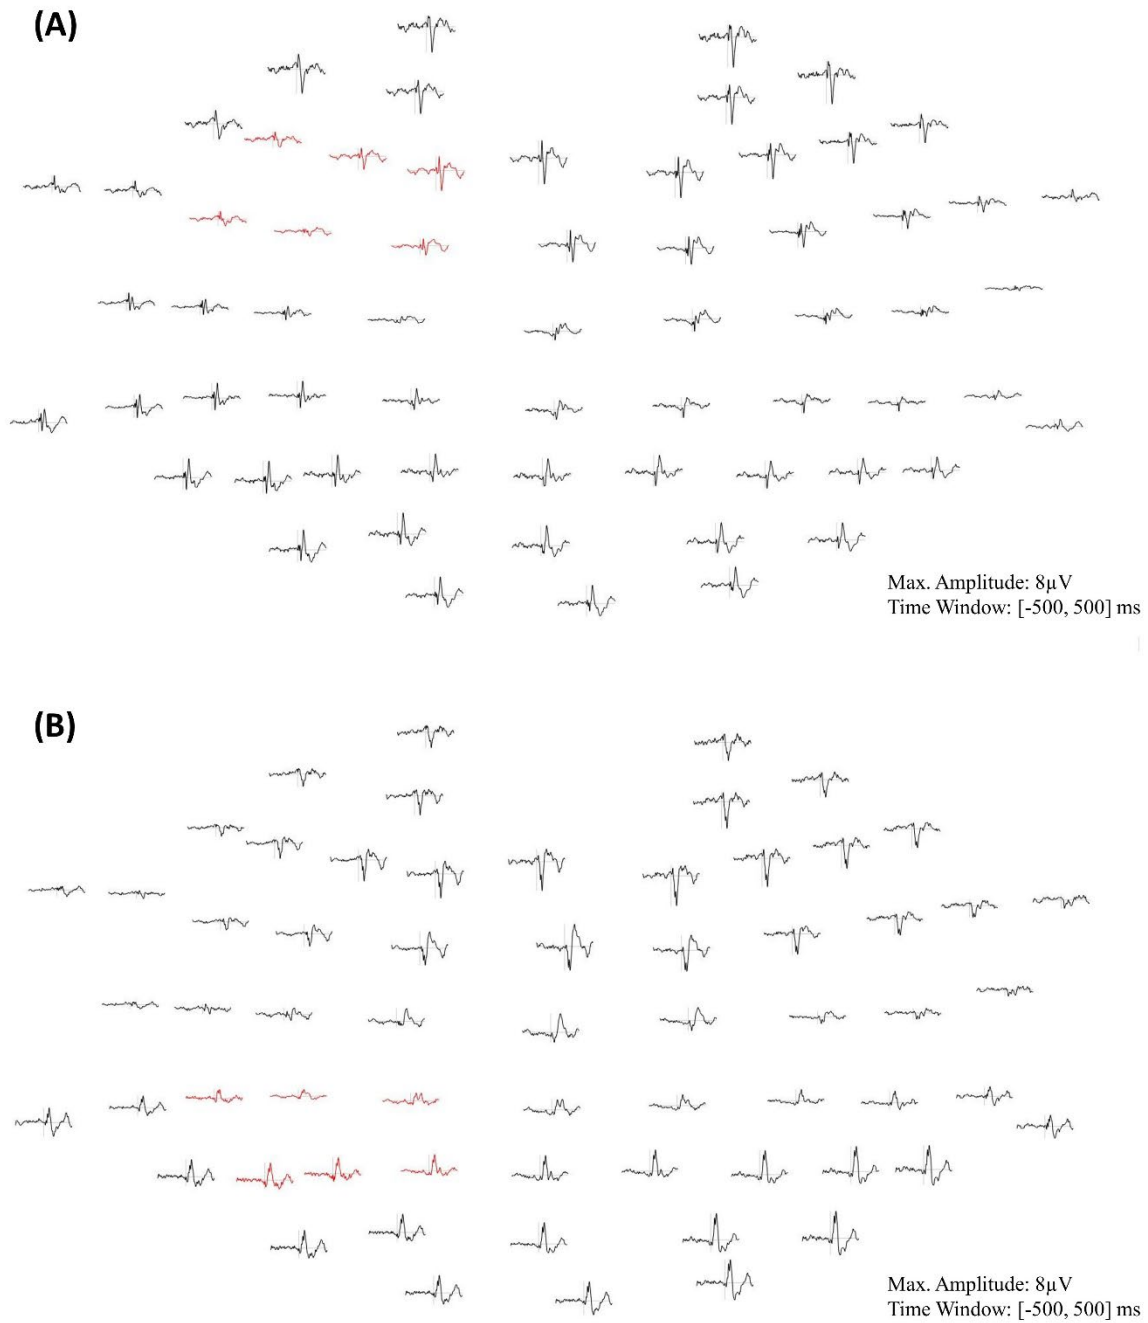 (A)
Max. Amplitude: 8µV
Time Window: [-500, 500] ms
(B)
Max. Amplitude: 8µV
Time Window: [-500, 500] ms